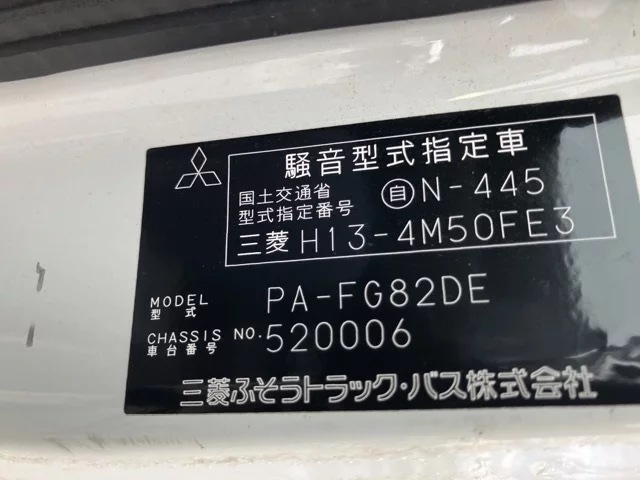 騒音型式指定車
国土交通省
型式指定番号
自 N-445
三菱 H13-4M50FE3
MODEL
型式
PA-FG82DE
CHASSIS NO.
車台番号
520006
三菱ふそうトラック・バス株式会社